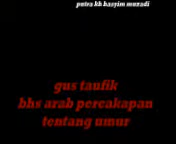 putra kh hasyim muzadi
gus taufik
bhs arab percakapan
tentang umur